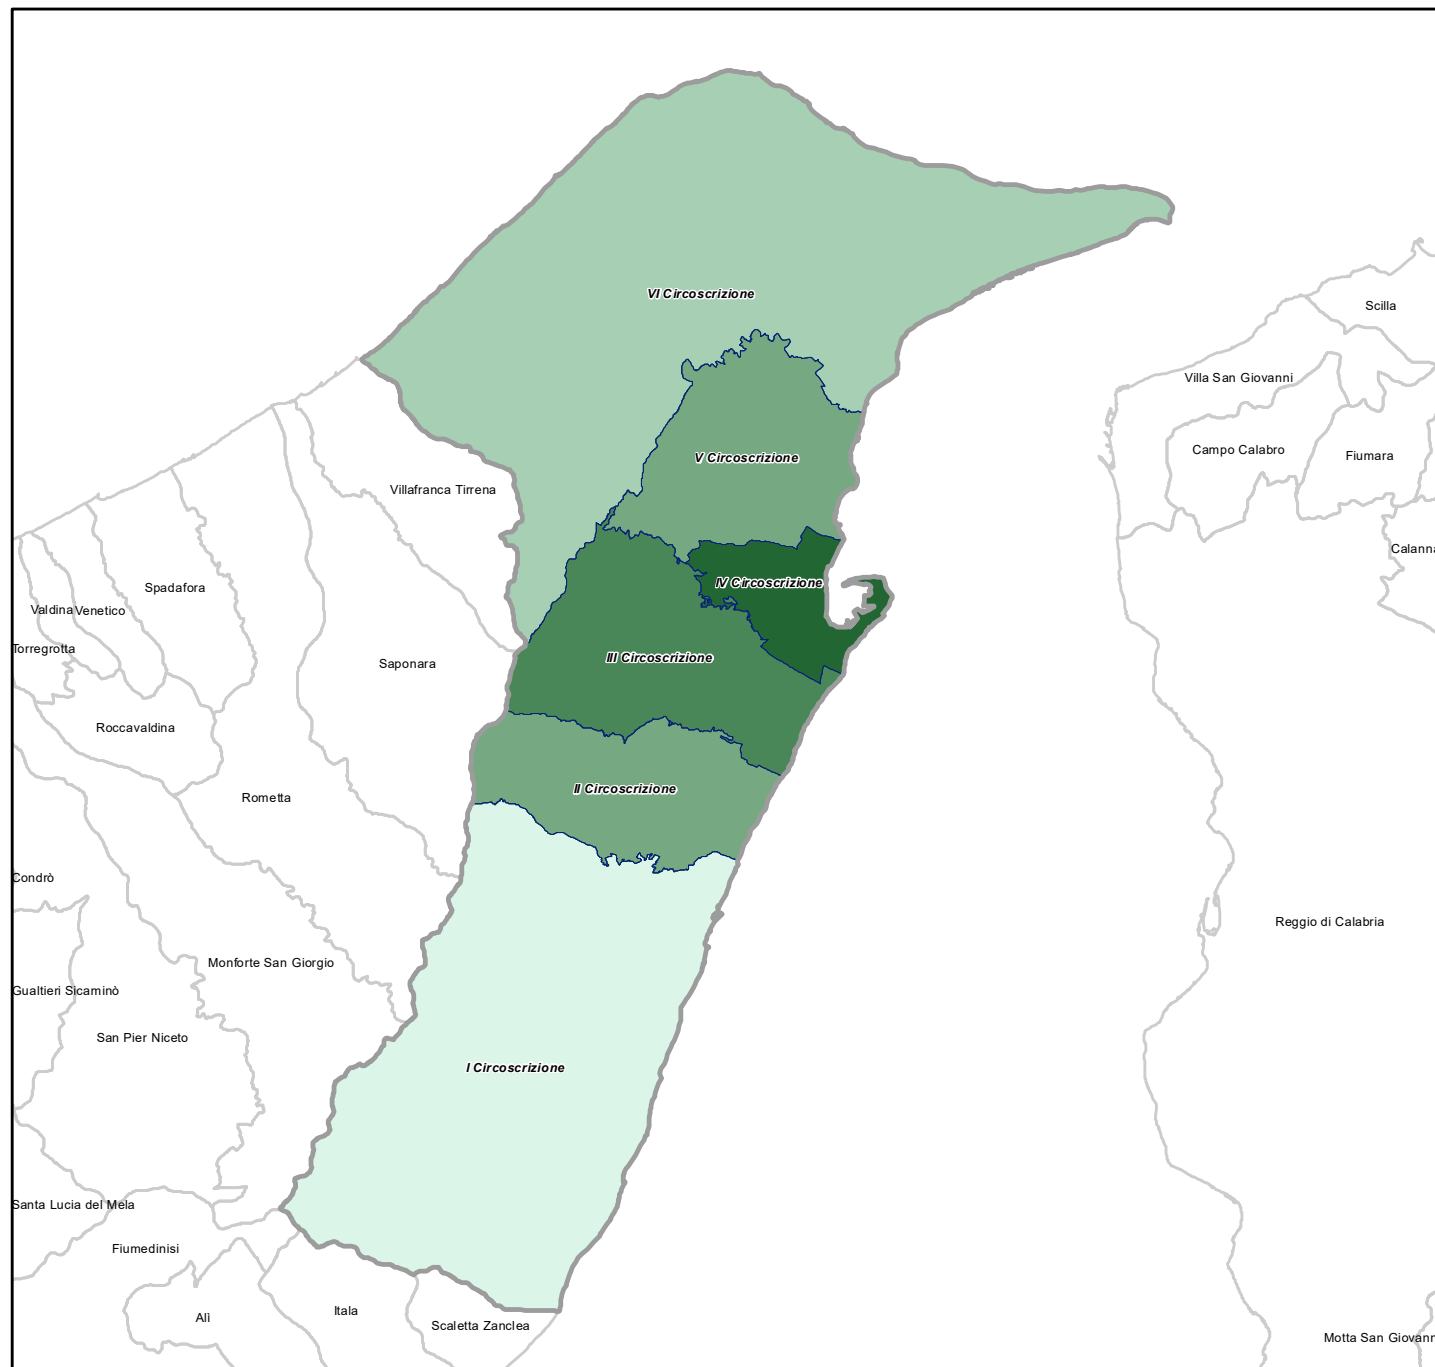 VI Circoscrizione
Scilla
Villa San Giovanni
V Circoscrizione
Campo Calabro
Fiumara
Villafranca Tirrena
Calanna
IV Circoscrizione
Spadafora
Valdina
Venetico
Torregrotta
III Circoscrizione
Saponara
Roccavaldina
II Circoscrizione
Rometta
Condrò
Reggio di Calabria
Monforte San Giorgio
Gualtieri Sicaminò
San Pier Niceto
I Circoscrizione
Santa Lucia del Mela
Fiumedinisi
Itala
Alì
Scaletta Zanclea
Motta San Giovann